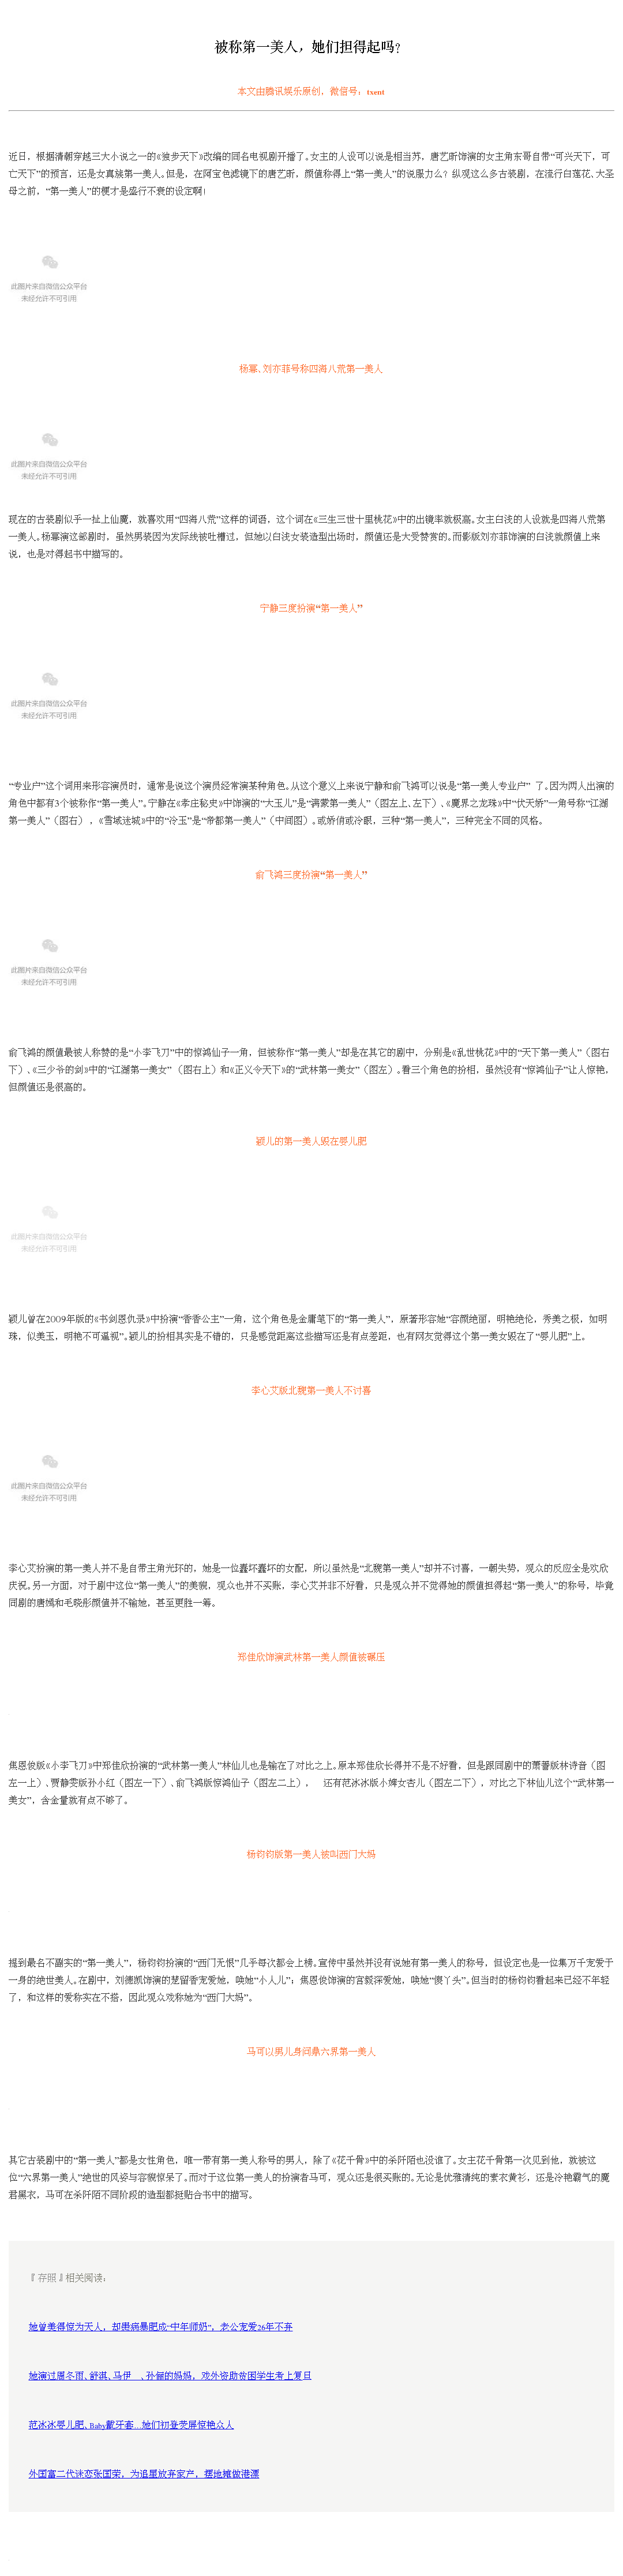 被称第一美人，她们担得起吗?
本文由腾讯娱乐原创，微信号：txent
近日，根据清朝穿越三大小说之一的《独步天下》改编的同名电视剧开播了。女主的人设可以说是相当苏，唐艺昕饰演的女主角东哥自带“可兴天下，可
亡天下”的预言，还是女真族第一美人。但是，在阿宝色滤镜下的唐艺昕，颜值称得上“第一美人”的说服力么？纵观这么多古装剧，在流行白莲花、大圣
母之前，“第一美人”的梗才是盛行不衰的设定啊！
此图片来自微信公众平台
未经允许不可引用
杨幂、刘亦菲号称四海八荒第一美人
此图片来自微信公众平台
未经允许不可引用
现在的古装剧似乎一扯上仙魔，就喜欢用“四海八荒”这样的词语，这个词在《三生三世十里桃花》中的出镜率就极高。女主白浅的人设就是四海八荒第
一美人。杨幂演这部剧时，虽然男装因为发际线被吐槽过，但她以白浅女装造型出场时，颜值还是大受赞赏的。而影版刘亦菲饰演的白浅就颜值上来
说，也是对得起书中描写的。
宁静三度扮演“第一美人”
此图片来自微信公众平台
未经允许不可引用
“专业户”这个词用来形容演员时，通常是说这个演员经常演某种角色。从这个意义上来说宁静和俞飞鸿可以说是“第一美人专业户” 了。因为两人出演的
角色中都有3个被称作“第一美人”。宁静在《孝庄秘史》中饰演的“大玉儿”是“满蒙第一美人”（图左上、左下）、《魔界之龙珠》中“伏天娇”一角号称“江湖
第一美人”（图右） ，《雪域迷城》中的“冷玉”是“帝都第一美人”（中间图）。或娇俏或冷眼，三种“第一美人”，三种完全不同的风格。
俞飞鸿三度扮演“第一美人”
此图片来自微信公众平台
未经允许不可引用
俞飞鸿的颜值最被人称赞的是“小李飞刀”中的惊鸿仙子一角，但被称作“第一美人”却是在其它的剧中，分别是《乱世桃花》中的“天下第一美人”（图右
下）、《三少爷的剑》中的“江湖第一美女” （图右上）和《正义令天下》的“武林第一美女”（图左）。看三个角色的扮相，虽然没有“惊鸿仙子”让人惊艳，
但颜值还是很高的。
颖儿的第一美人毁在婴儿肥
此图片来自微信公众平台
未经允许不可引用
颖儿曾在2009年版的《书剑恩仇录》中扮演“香香公主”一角，这个角色是金庸笔下的“第一美人”，原著形容她“容颜绝丽，明艳绝伦，秀美之极，如明
珠，似美玉，明艳不可逼视”。颖儿的扮相其实是不错的，只是感觉距离这些描写还是有点差距，也有网友觉得这个第一美女毁在了“婴儿肥”上。
李心艾版北魏第一美人不讨喜
此图片来自微信公众平台
未经允许不可引用
李心艾扮演的第一美人并不是自带主角光环的，她是一位蠢坏蠢坏的女配，所以虽然是“北魏第一美人”却并不讨喜，一朝失势，观众的反应全是欢欣
庆祝。另一方面，对于剧中这位“第一美人”的美貌，观众也并不买账，李心艾并非不好看，只是观众并不觉得她的颜值担得起“第一美人”的称号，毕竟
同剧的唐嫣和毛晓彤颜值并不输她，甚至更胜一筹。
郑佳欣饰演武林第一美人颜值被碾压
焦恩俊版《小李飞刀》中郑佳欣扮演的“武林第一美人”林仙儿也是输在了对比之上。原本郑佳欣长得并不是不好看，但是跟同剧中的萧蔷版林诗音（图
左一上）、贾静雯版孙小红（图左一下）、俞飞鸿版惊鸿仙子（图左二上）， 还有范冰冰版小婢女杏儿（图左二下），对比之下林仙儿这个“武林第一
美女”，含金量就有点不够了。
杨钧钧版第一美人被叫西门大妈
提到最名不副实的“第一美人”，杨钧钧扮演的“西门无恨”几乎每次都会上榜。宣传中虽然并没有说她有第一美人的称号，但设定也是一位集万千宠爱于
一身的绝世美人。在剧中，刘德凯饰演的楚留香宠爱她，唤她“小人儿”；焦恩俊饰演的宫毅深爱她，唤她“傻丫头”。但当时的杨钧钧看起来已经不年轻
了，和这样的爱称实在不搭，因此观众戏称她为“西门大妈”。
马可以男儿身问鼎六界第一美人
其它古装剧中的“第一美人”都是女性角色，唯一带有第一美人称号的男人，除了《花千骨》中的杀阡陌也没谁了。女主花千骨第一次见到他，就被这
位“六界第一美人”绝世的风姿与容貌惊呆了。而对于这位第一美人的扮演者马可，观众还是很买账的。无论是优雅清纯的素衣黄衫，还是冷艳霸气的魔
君黑衣，马可在杀阡陌不同阶段的造型都挺贴合书中的描写。
『存照』相关阅读：
她曾美得惊为天人，却患病暴肥成“中年师奶”，老公宠爱26年不弃
她演过周冬雨、舒淇、马伊 、孙俪的妈妈，戏外资助贫困学生考上复旦
范冰冰婴儿肥、Baby戴牙套…她们初登荧屏惊艳众人
外国富二代迷恋张国荣，为追星放弃家产，摆地摊做港漂